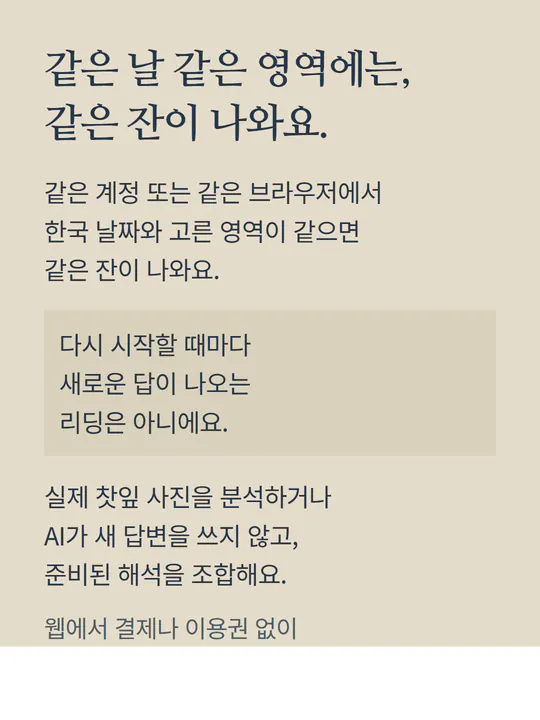 같은 날 같은 영역에는,
같은 잔이 나와요.
같은 계정 또는 같은 브라우저에서
한국 날짜와 고른 영역이 같으면
같은 잔이 나와요.
다시 시작할 때마다
새로운 답이 나오는
리딩은 아니에요.
실제 찻잎 사진을 분석하거나
AI가 새 답변을 쓰지 않고,
준비된 해석을 조합해요.
웹에서 결제나 이용권 없이